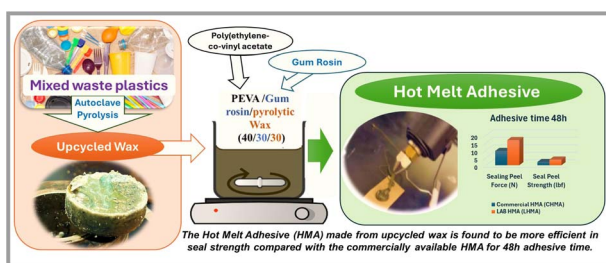 Mixed waste plastics
Autoclave
Pyrolysis
Upcycled Wax
Poly(ethylene-
co-vinyl acetate
Gum Rosin
PEVA /Gum
rosin/pyrolytic
Wax
(40/30/30)
Hot Melt Adhesive
Adhesive time 48h
20
15
10
5
0
Sealing Peel
Force (N)
Seal Peel
Strength (lbf)
Commercial HMA (CHMA)
LAB HMA (LHMA)
The Hot Melt Adhesive (HMA) made from upcycled wax is found to be more efficient in
seal strength compared with the commercially available HMA for 48h adhesive time.